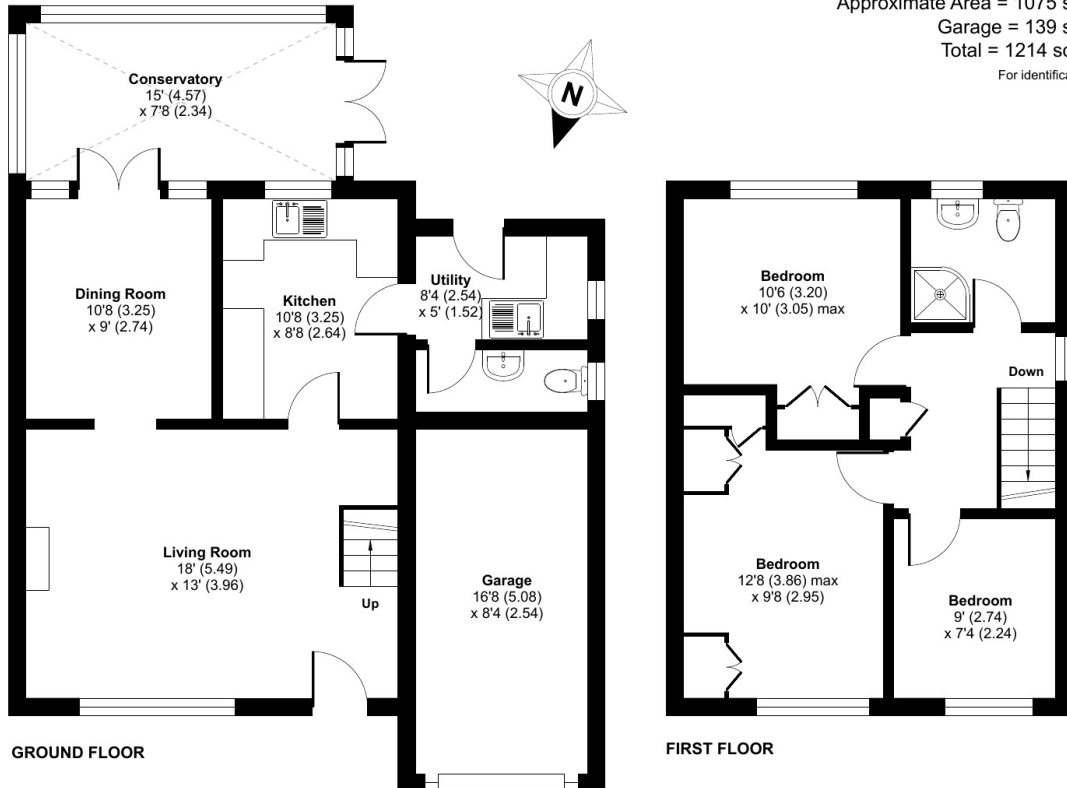 Approximate Area = 1075 s
Garage = 139 s
Total = 1214 sc
For identifica
Conservatory
15' (4.57)
x 7'8 (2.34)
N
Dining Room
10'8 (3.25)
x 9' (2.74)
Kitchen
10'8 (3.25)
x 8'8 (2.64)
Utility
8'4 (2.54)
x 5' (1.52)
Living Room
18' (5.49)
x 13' (3.96)
Up
Garage
16'8 (5.08)
x 8'4 (2.54)
GROUND FLOOR
Bedroom
10'6 (3.20)
x 10' (3.05) max
Down
Bedroom
12'8 (3.86) max
x 9'8 (2.95)
Bedroom
9' (2.74)
x 7'4 (2.24)
FIRST FLOOR